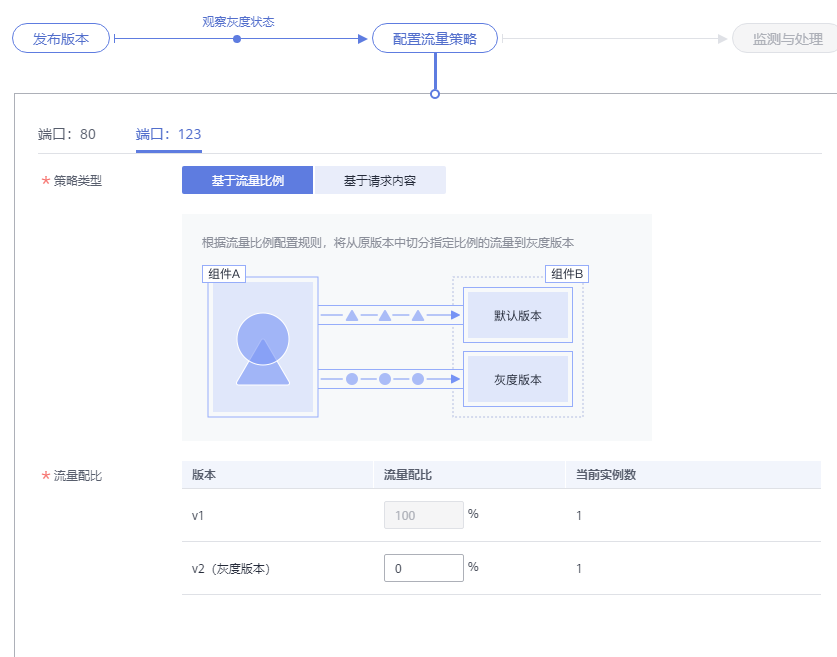 观察灰度状态
发布版本
配置流量策略
监测与处理
端口：80
端口：123
* 策略类型
基于流量比例
基于请求内容
根据流量比例配置规则，将从原版本中切分指定比例的流量到灰度版本
组件A
组件B
默认版本
灰度版本
* 流量配比
版本
流量配比
当前实例数
v1
100
%
1
v2（灰度版本）
0
%
1